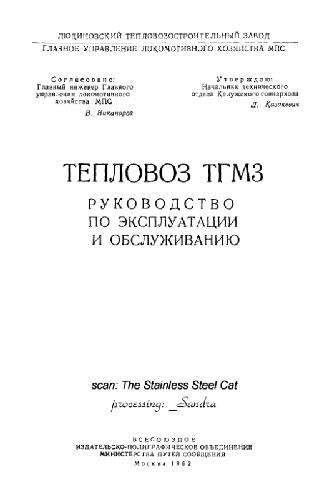 ЛЮДИНОВСКИЙ ТЕПЛОВОЗОСТРОИТЕЛЬНЫЙ ЗАВОД
ГЛАВНОЕ УПРАВЛЕНИЕ ЛОКОМОТИВНОГО ХОЗЯЙСТВА МПС
Согласовано:
Главный инженер Главного
управления локомотивного
хозяйства МПС
В. Никаноров
Утверждаю:
Начальник технического
отдела Калужского совнархоза
Д.
ТЕПЛОВОЗ ТГМ3
РУКОВОДСТВО
ПО ЭКСПЛУАТАЦИИ
И ОБСЛУЖИВАНИЮ
scan: The Stainless Steel Cat
processing: _Sandra
ВСЕСОЮЗНОЕ
ИЗДАТЕЛЬСКО-ПОЛИГРАФИЧЕСКОЕ ОБЪЕДИНЕНИЕ
МИНИСТЕРСТВА ПУТЕЙ СООБЩЕНИЯ
Москва 1962